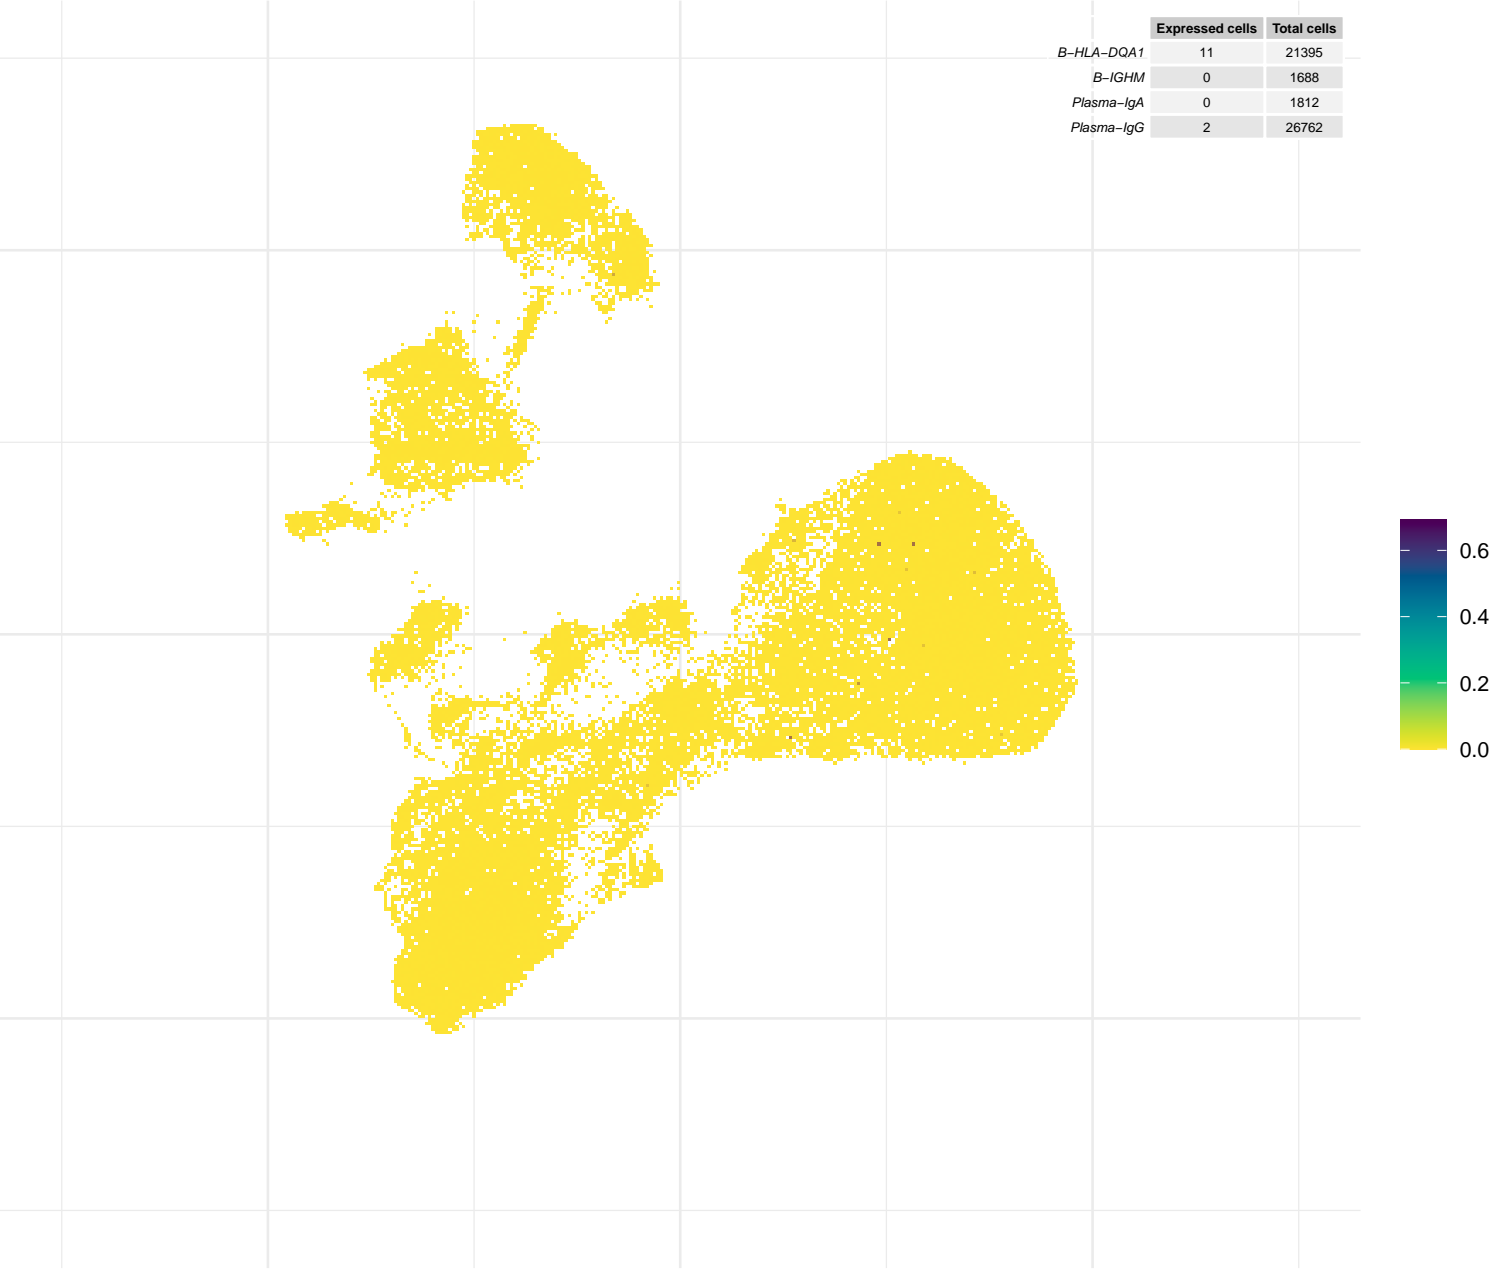 Expressed cells Total cells
B−HLA−DQA1 11 21395
B−IGHM 0 1688
Plasma−IgA 0 1812
Plasma−IgG 2 26762
0.6
0.4
0.2
0.0